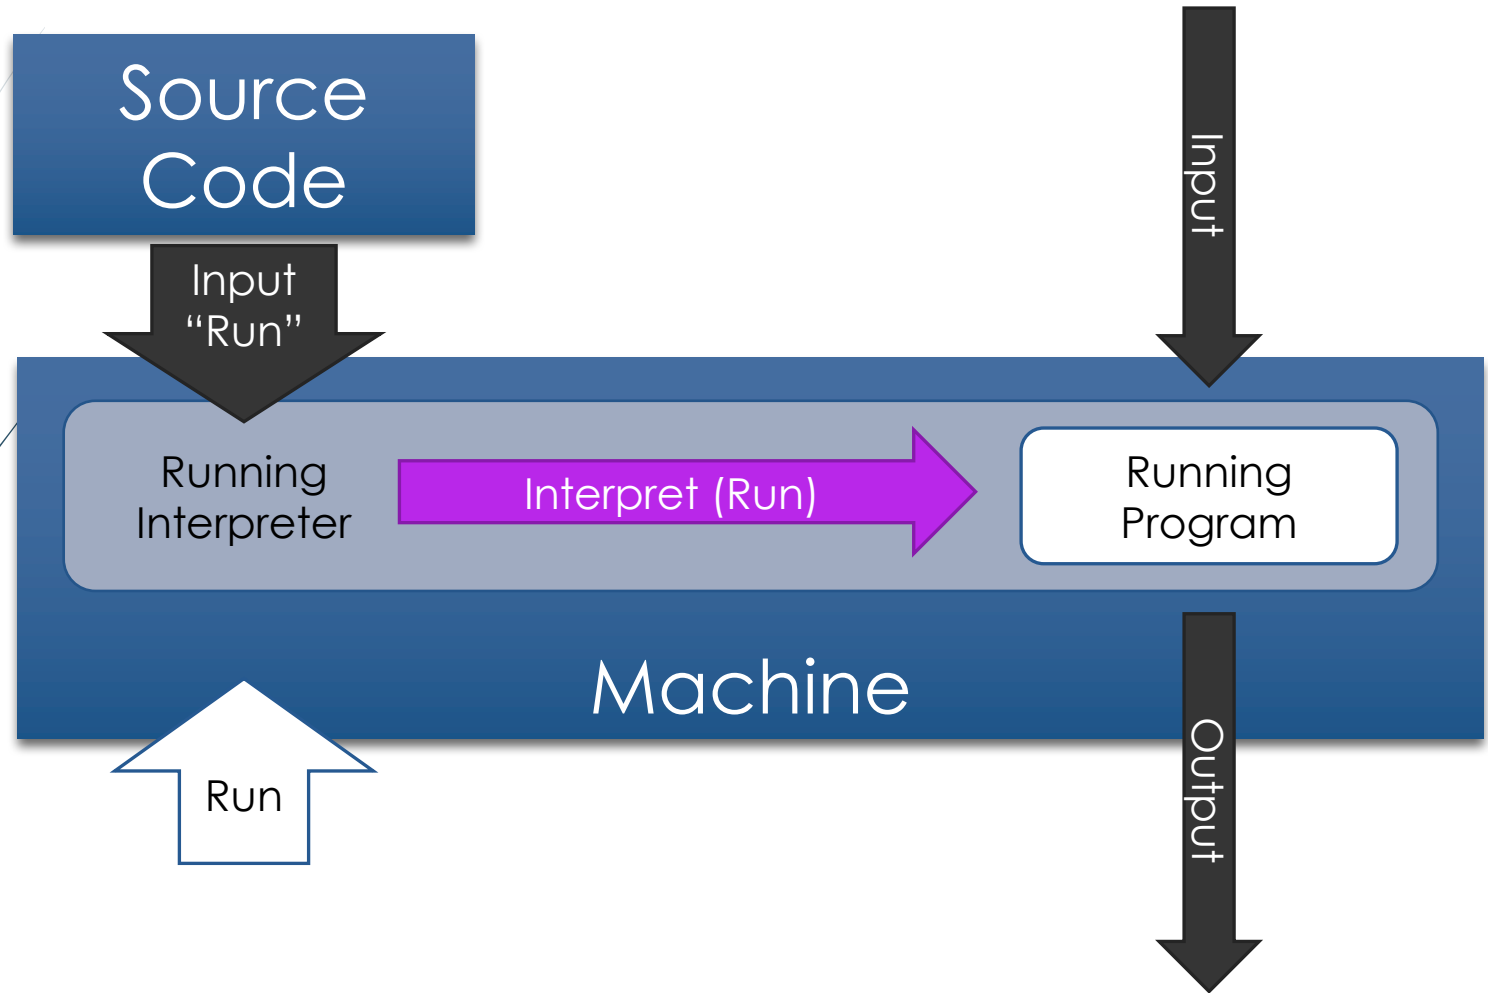 Source
Code
Input
“Run”
Input
Running
Interpreter
Interpret (Run)
Running
Program
Machine
Run
Output